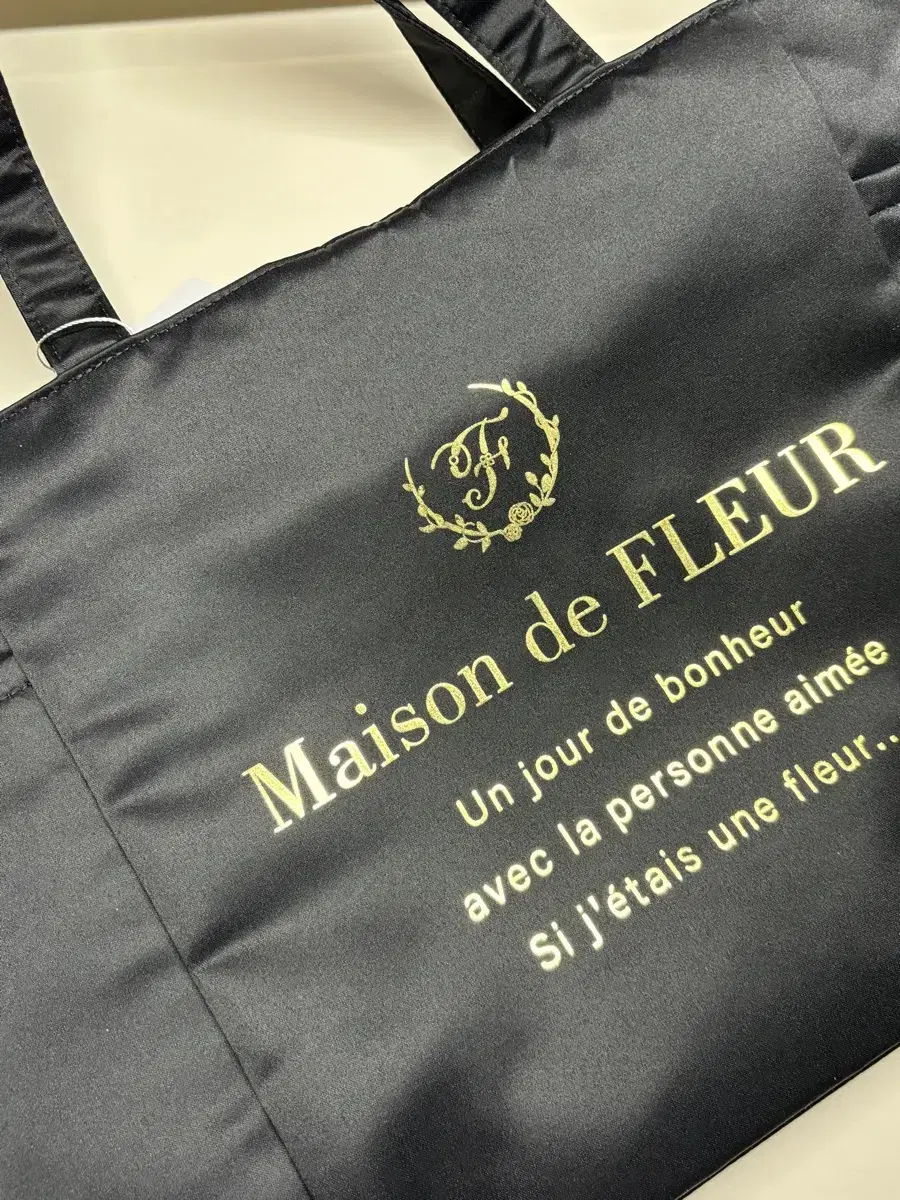 F
Maison de FLEUR
Un jour de bonheur
avec la personne aimée
Si j'étais une fleur..